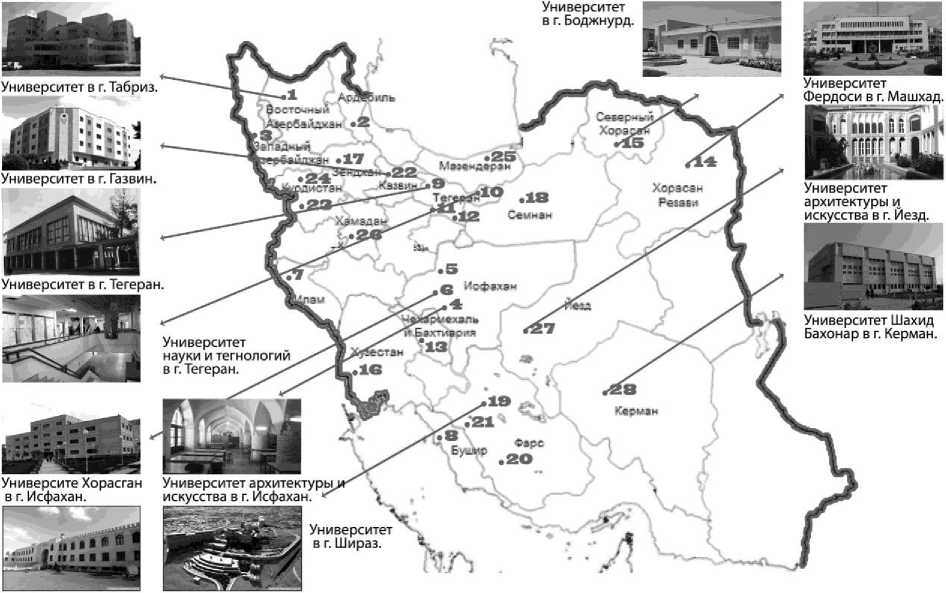 Университет
в г. Боджнурд.
Университет в г. Табриз.
Университет
Фердоси в г. Машхад.
1
Восточный
Азербайджан
Ардебиль
2
3
Западный
Азербайджан
Северный
Хорасан
15
14
Хорасан
Резави
Университет в г. Газвин.
17
Зенджан
22
Казвин
25
Мазендеран
24
Курдистан
23
9
Тегеран
10
11
12
18
Семнан
Университет
архитектуры и
искусства в г. Йезд.
Хамадан
26
Университет в г. Тегеран.
7
Илам
5
6
Исфахан
4
Чехармехаль
и Бахтиария
13
Йезд
27
Университет Шахид
Бахонар в г. Керман.
Университет
науки и тегнологий
в г. Тегеран.
Хузестан
16
28
Керман
19
21
8
Бушир
Фарс
20
Университе Хорасган
в г. Исфахан.
Университет архитектуры и
искусства в г. Исфахан.
Университет
в г. Шираз.